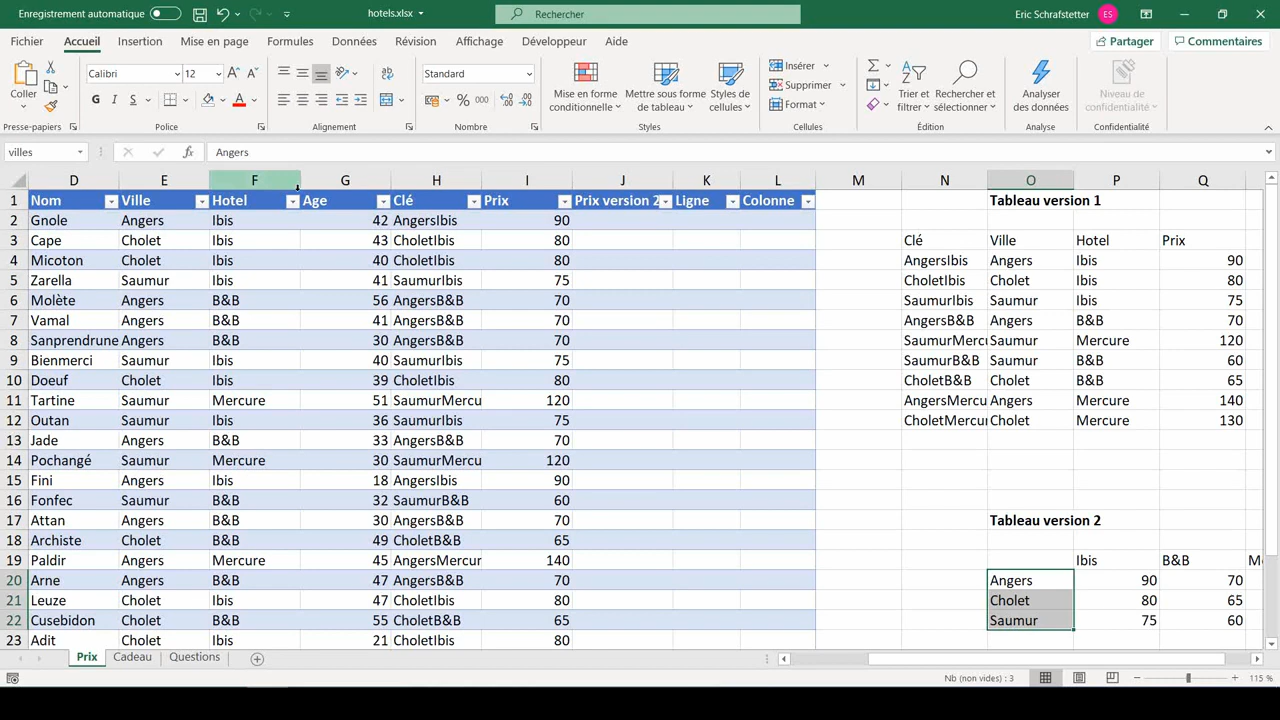 Enregistrement automatique hotels.xlsx Rechercher Eric Schrafstetter ES
Fichier Accueil Insertion Mise en page Formules Données Révision Affichage Développeur Aide Partager Commentaires
Coller Calibri 12 Standard Mise en forme conditionnelle Mettre sous forme de tableau Styles de cellules Insérer Supprimer Format Trier et filtrer Rechercher et sélectionner Analyser des données Niveau de confidentialité
G I S % 000
Presse-papiers Police Alignement Nombre Styles Cellules Édition Analyse Confidentialité
villes fx Angers
D E F G H I J K L M N O P Q
1 Nom Ville Hotel Age Clé Prix Prix version 2 Ligne Colonne Tableau version 1
2 Gnole Angers Ibis 42 AngersIbis 90
3 Cape Cholet Ibis 43 CholetIbis 80 Clé Ville Hotel Prix
4 Micoton Cholet Ibis 40 CholetIbis 80 AngersIbis Angers Ibis 90
5 Zarella Saumur Ibis 41 SaumurIbis 75 CholetIbis Cholet Ibis 80
6 Molète Angers B&B 56 AngersB&B 70 SaumurIbis Saumur Ibis 75
7 Vamal Angers B&B 41 AngersB&B 70 AngersB&B Angers B&B 70
8 Sanprendrune Angers B&B 30 AngersB&B 70 SaumurMercu Saumur Mercure 120
9 Bienmerci Saumur Ibis 40 SaumurIbis 75 SaumurB&B Saumur B&B 60
10 Doeuf Cholet Ibis 39 CholetIbis 80 CholetB&B Cholet B&B 65
11 Tartine Saumur Mercure 51 SaumurMercu 120 AngersMercu Angers Mercure 140
12 Outan Saumur Ibis 36 SaumurIbis 75 CholetMercu Cholet Mercure 130
13 Jade Angers B&B 33 AngersB&B 70
14 Pochangé Saumur Mercure 30 SaumurMercu 120
15 Fini Angers Ibis 18 AngersIbis 90
16 Fonfec Saumur B&B 32 SaumurB&B 60
17 Attan Angers B&B 30 AngersB&B 70 Tableau version 2
18 Archiste Cholet B&B 49 CholetB&B 65
19 Paldir Angers Mercure 45 AngersMercur 140 Ibis B&B
20 Arne Angers B&B 47 AngersB&B 70 Angers 90 70
21 Leuze Cholet Ibis 47 CholetIbis 80 Cholet 80 65
22 Cusebidon Cholet B&B 55 CholetB&B 65 Saumur 75 60
23 Adit Cholet Ibis 21 CholetIbis 80
Prix Cadeau Questions
Nb (non vides) : 3 115 %